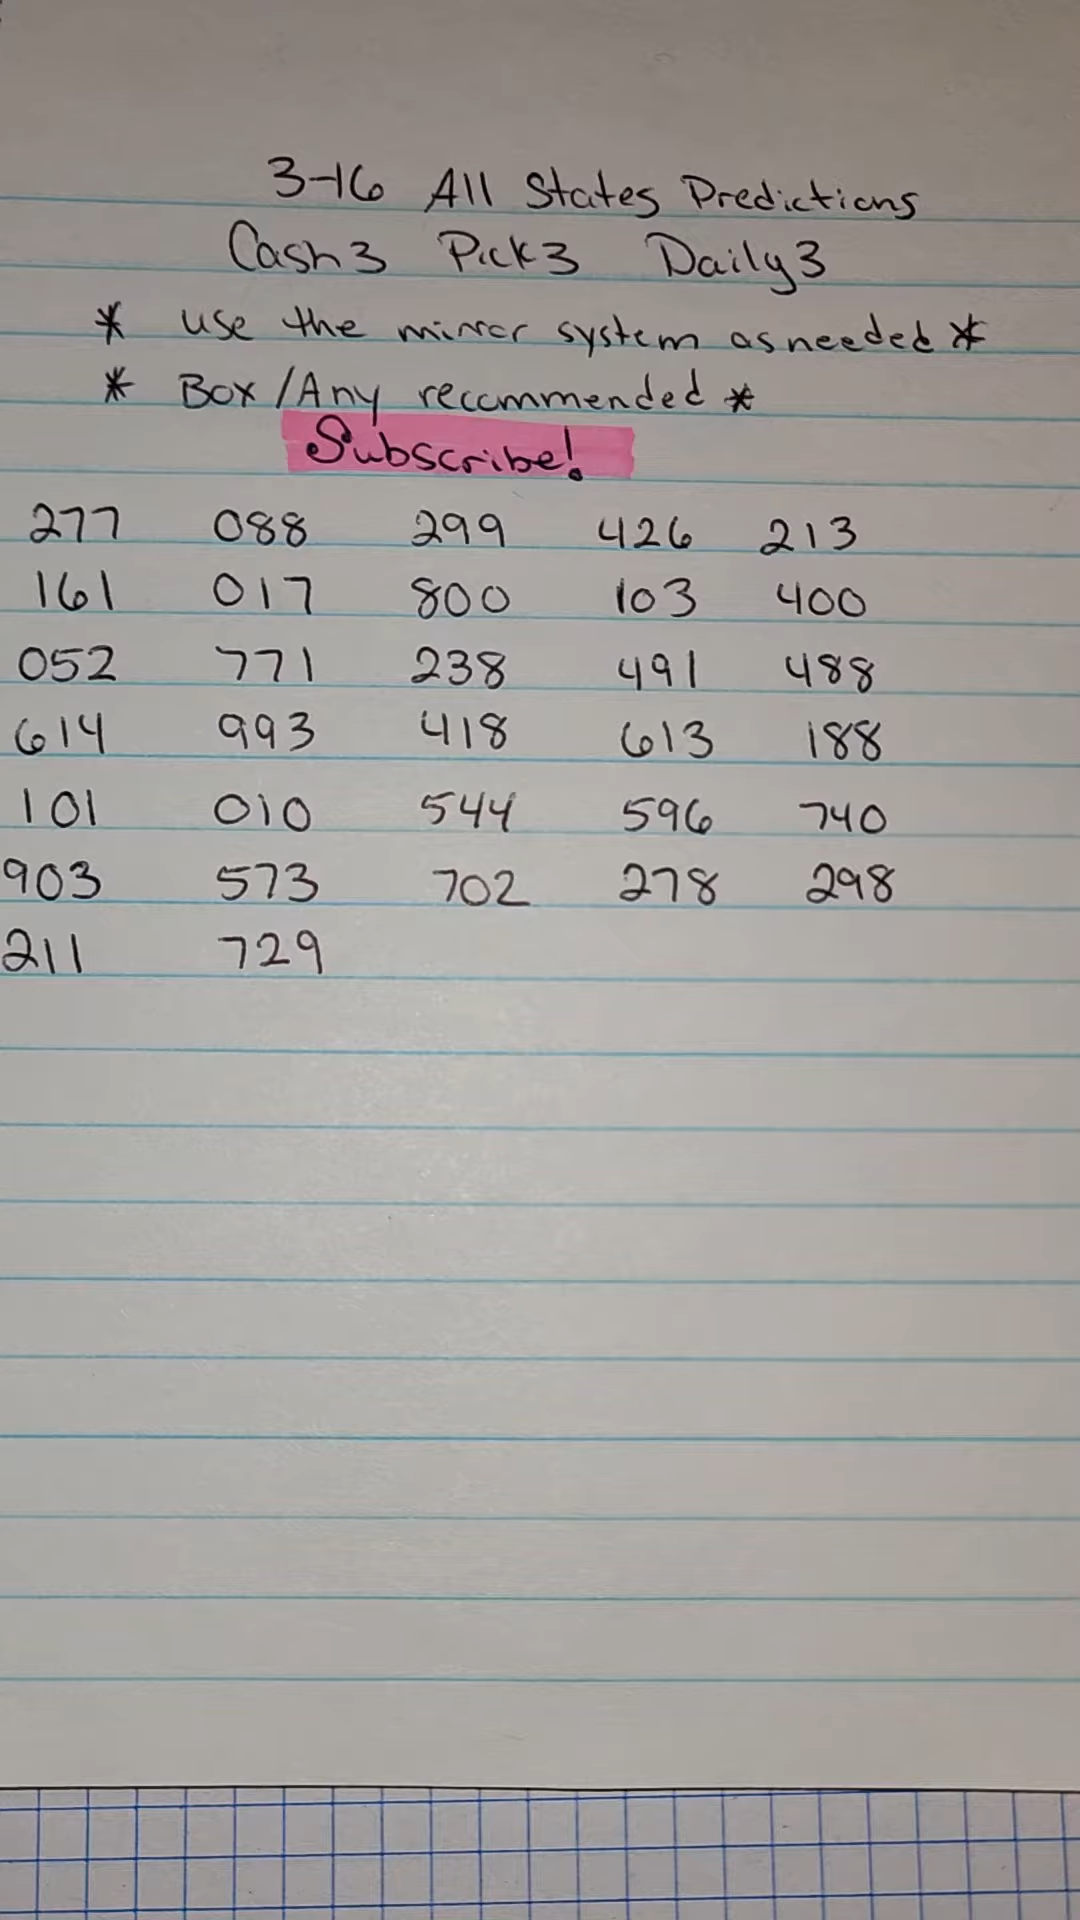 3-16 All States Predictions
Cash3 Pick3 Daily3
* use the mirror system as needed *
* Box/Any recommended *
Subscribe!
277 088 299 426 213
161 017 800 103 400
052 771 238 491 488
614 993 418 613 188
101 010 544 596 740
903 573 702 278 298
211 729